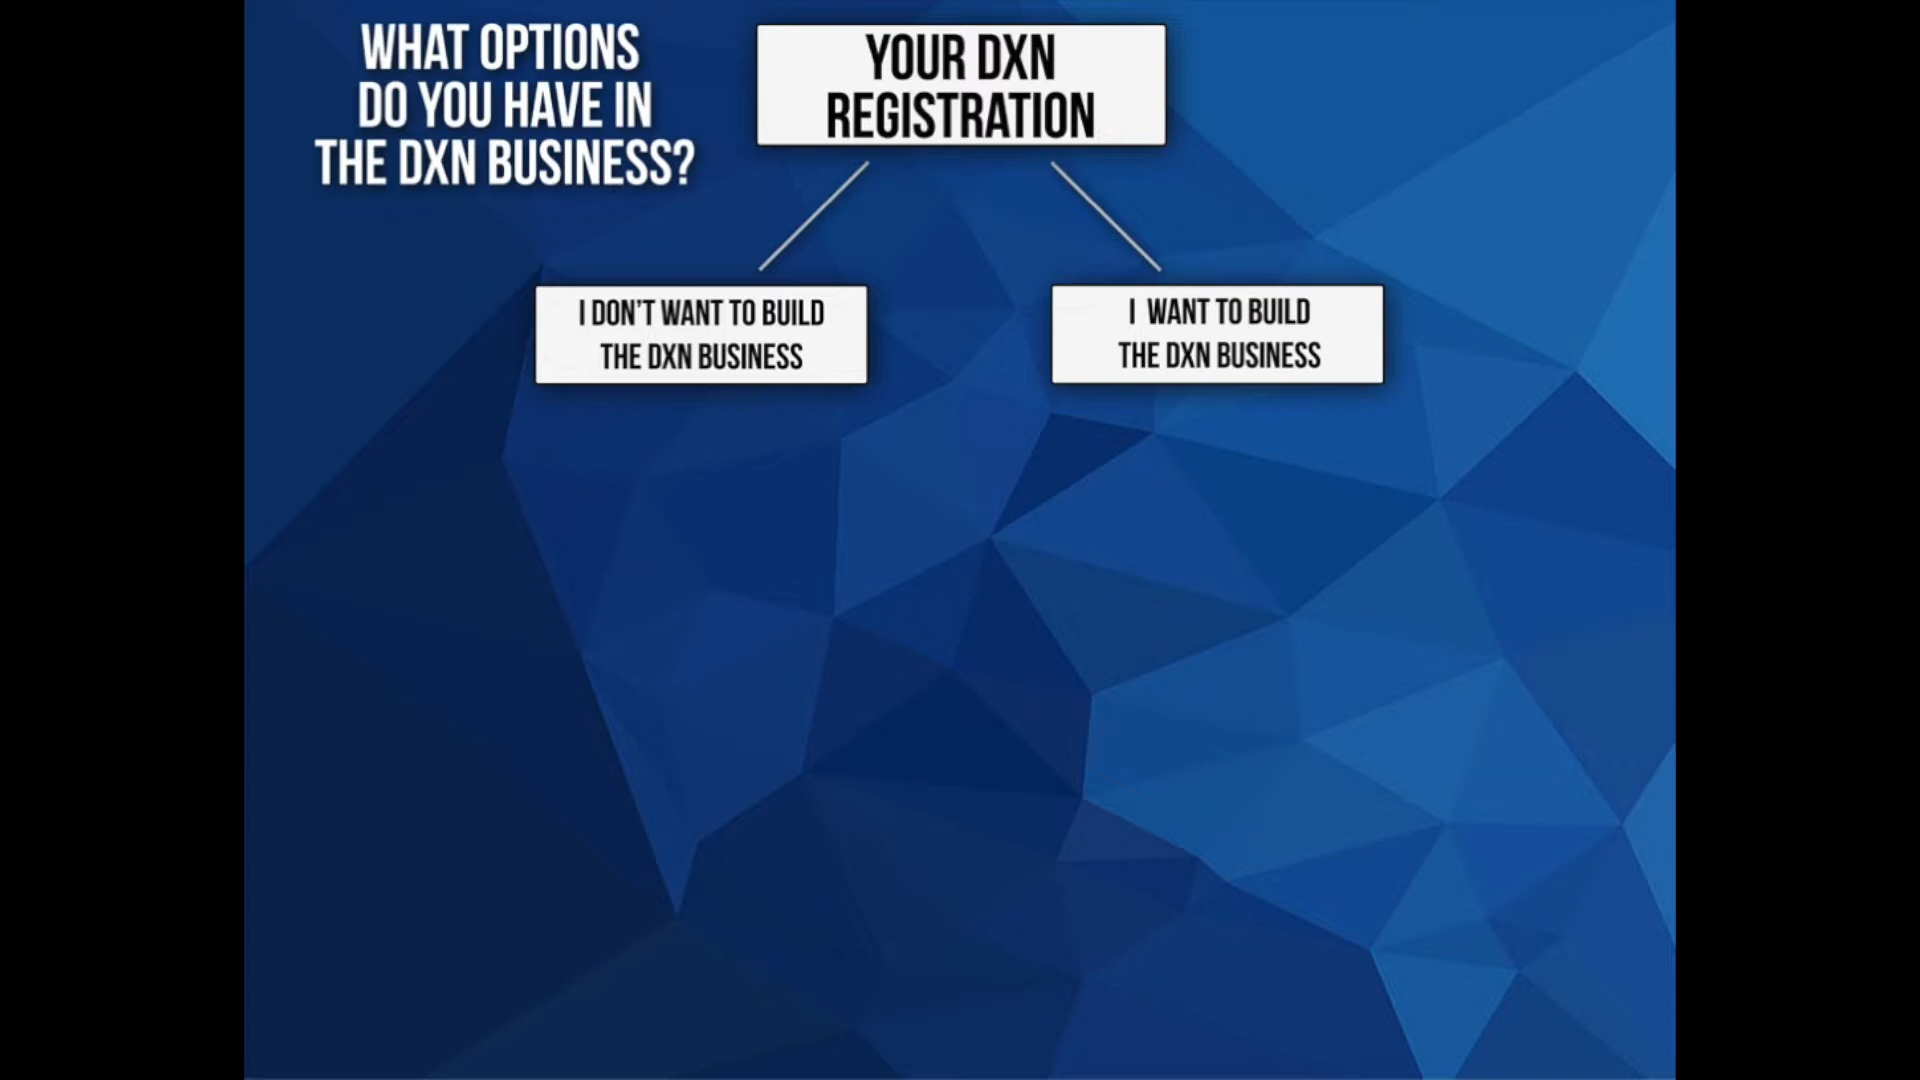 WHAT OPTIONS
DO YOU HAVE IN
THE DXN BUSINESS?
YOUR DXN
REGISTRATION
I DON'T WANT TO BUILD
THE DXN BUSINESS
I WANT TO BUILD
THE DXN BUSINESS